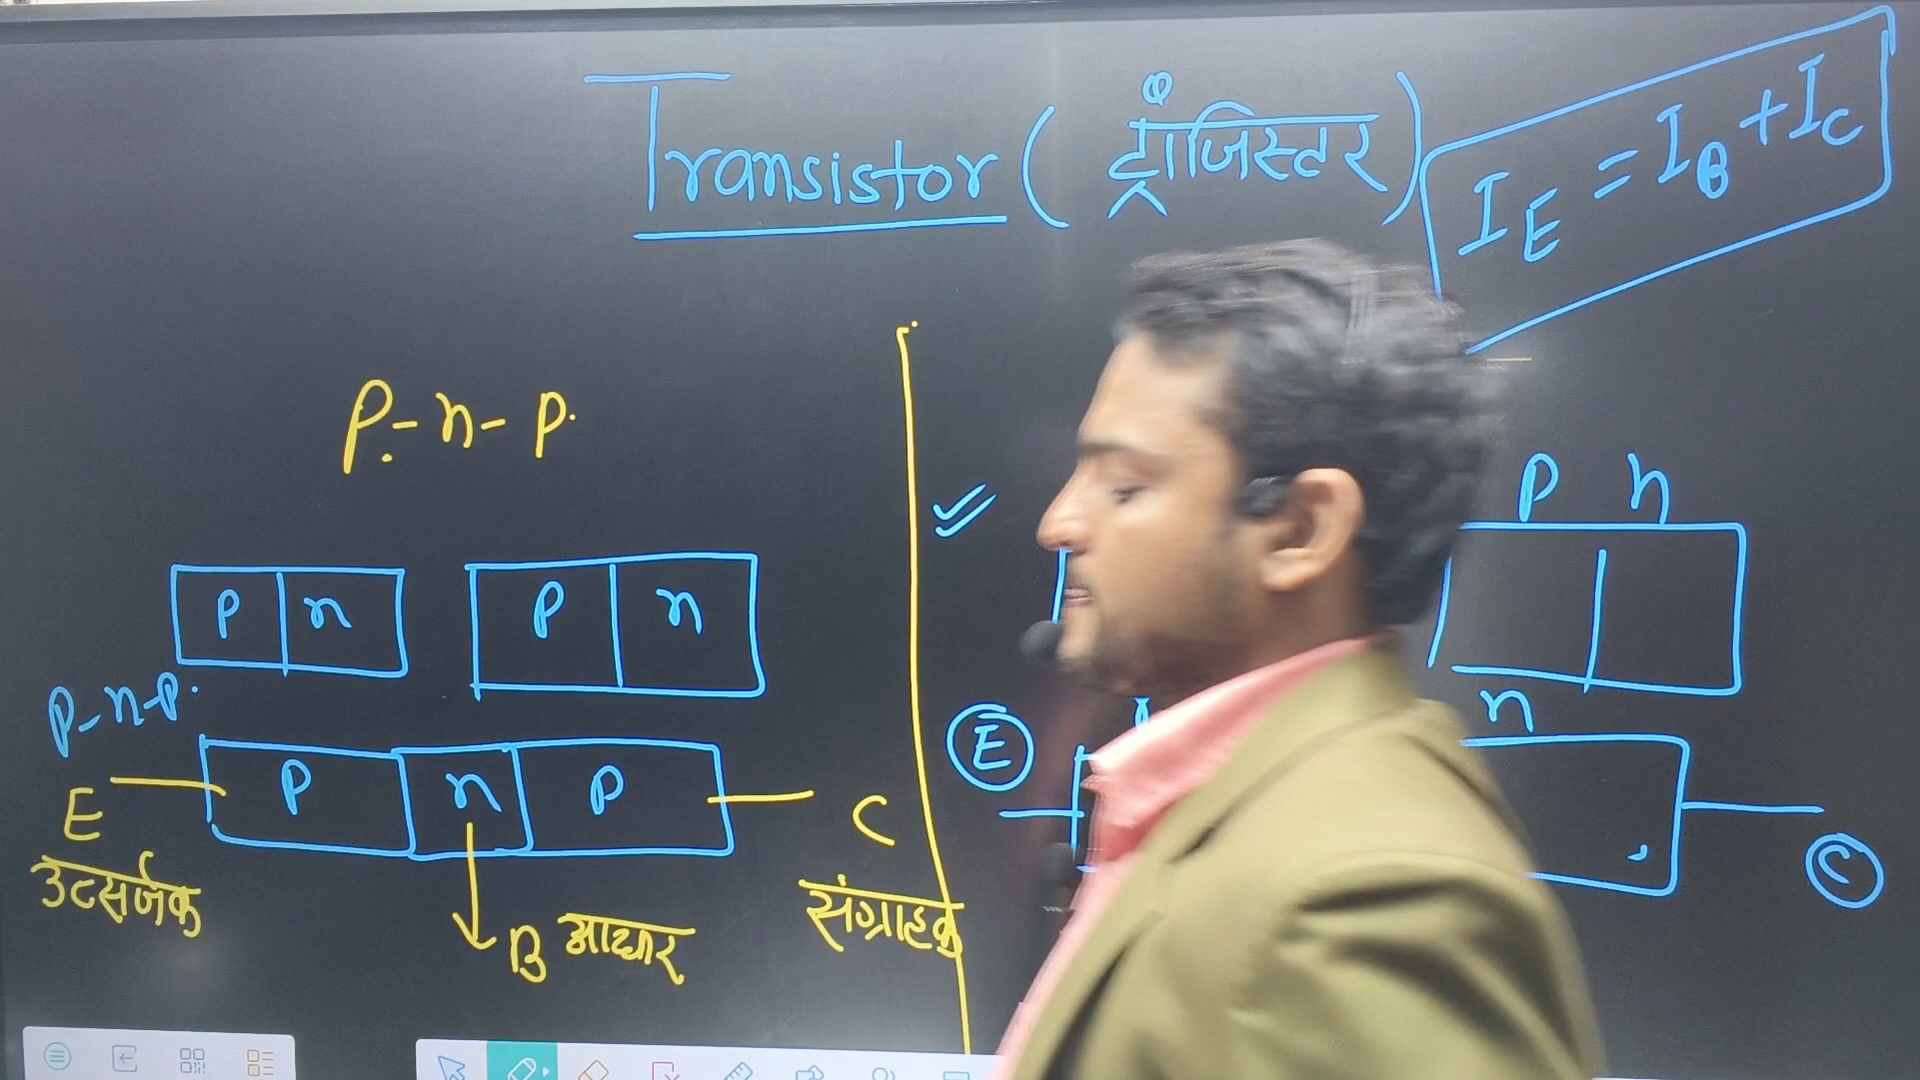 Transistor ( ट्रांजिस्टर )
I_E = I_B + I_C
P - n - p.
P n
P n
P n
P-n-p.
n
P n P
E
C
उत्सर्जक
B आधार
संग्राहक
E
C